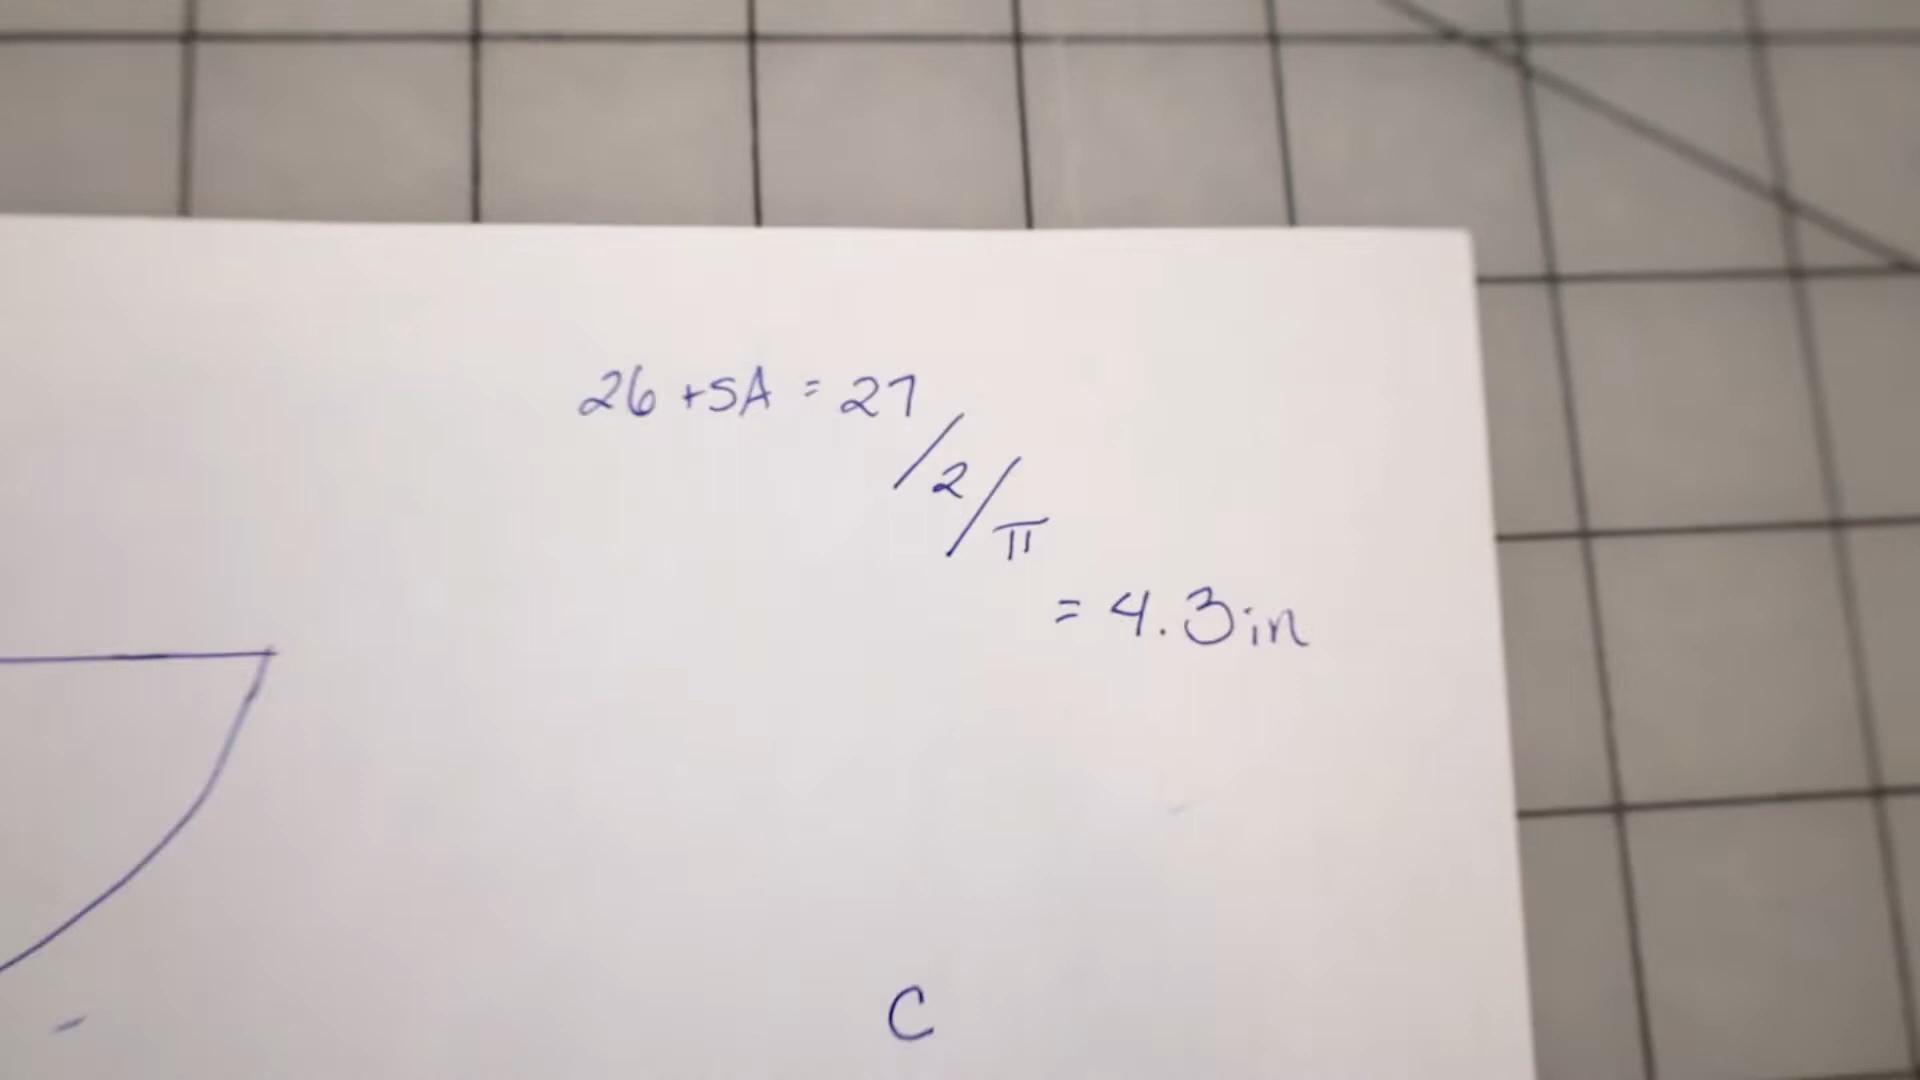 26 + SA = 27
/2/π
= 4.3in
C